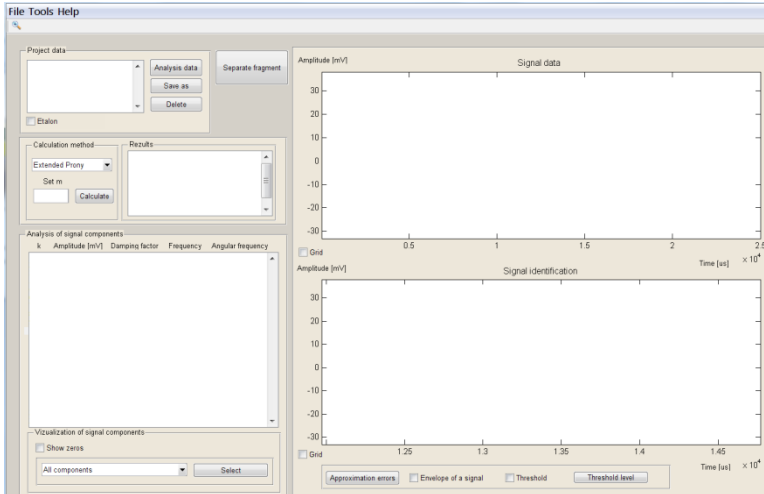 File Tools Help
Project data
Analysis data
Save as
Delete
Etalon
Separate fragment
Calculation method
Extended Prony
Set m
Calculate
Rezults
Analysis of signal components
k Amplitude [mV] Damping factor Frequency Angular frequency
Vizualization of signal components
Show zeros
All components
Select
Amplitude [mV]
Signal data
30
20
10
0
-10
-20
-30
0.5 1 1.5 2 2.5
Grid
Time [us]
× 10^4
Amplitude [mV]
Signal identification
30
20
10
0
-10
-20
-30
1.25 1.3 1.35 1.4 1.45
Grid
Time [us]
× 10^4
Approximation errors
Envelope of a signal
Threshold
Threshold level